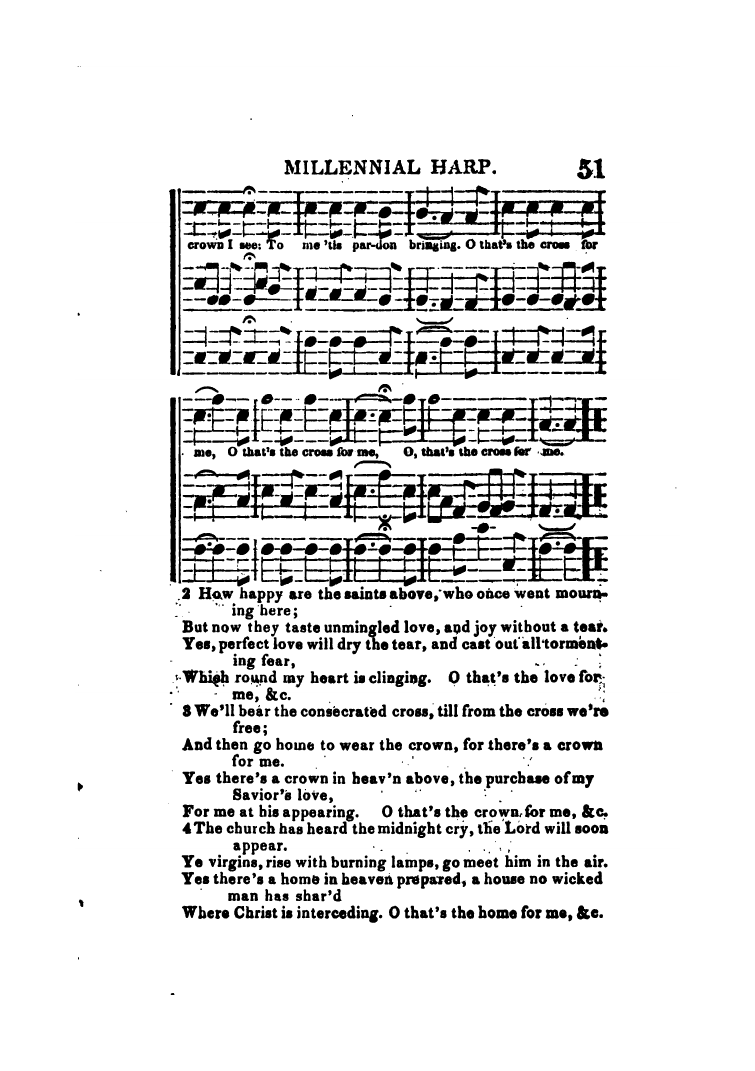 MILLENNIAL HARP. 51
crown I see: To me 'tis par-don bringing. O that's the cross for
me, O that's the cross for me, O, that's the cross for me.
2 How happy are the saints above, who once went mourn-
ing here;
But now they taste unmingled love, and joy without a tear.
Yes, perfect love will dry the tear, and cast out all torment-
ing fear,
Which round my heart is clinging. O that's the love for
me, &c.
3 We'll bear the consecrated cross, till from the cross we're
free;
And then go home to wear the crown, for there's a crown
for me.
Yes there's a crown in heav'n above, the purchase of my
Savior's love,
For me at his appearing. O that's the crown for me, &c.
4 The church has heard the midnight cry, the Lord will soon
appear.
Ye virgins, rise with burning lamps, go meet him in the air.
Yes there's a home in heaven prepared, a house no wicked
man has shar'd
Where Christ is interceding. O that's the home for me, &c.